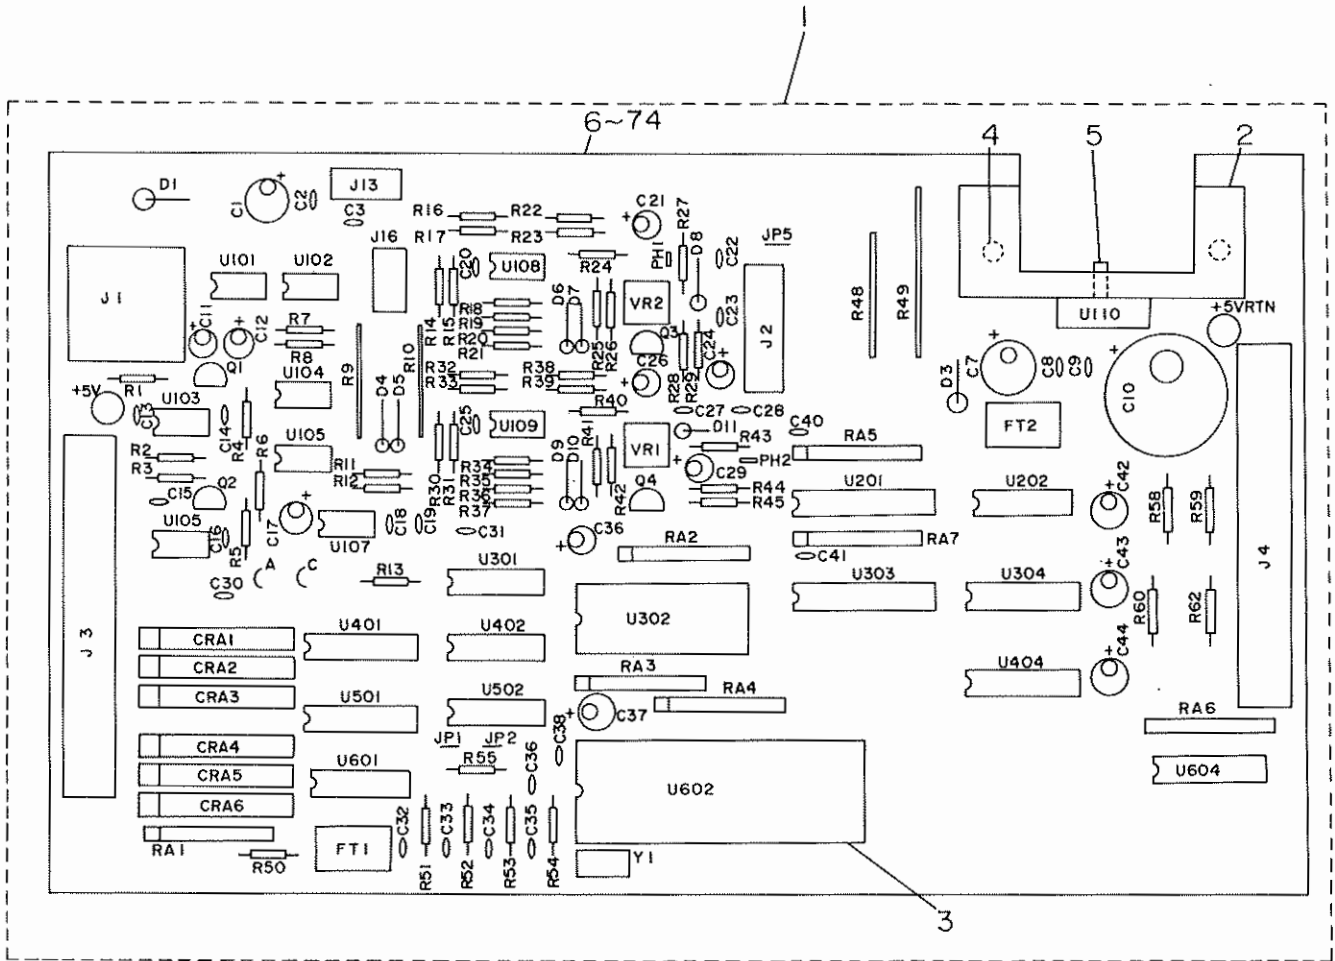 1
6~74
4
5
2
D1
C1
+
C2
J13
C3
R16
R22
R17
R23
C21
+
R27
JP5
J16
U101
U102
C20
U108
R24
PH1
D8
C22
J1
C11
+
C12
+
R7
R8
R14
R15
R18
R19
R20
R21
D6
D7
VR2
C23
J2
R48
R49
U110
+5VRTN
Q1
R9
R10
R25
R26
Q3
C26
+
C24
+
R28
R29
C7
+
C8
C9
+
C10
R1
+5V
U104
D4
D5
R32
R33
R38
R39
D3
C13
U103
C14
R4
R6
C25
U109
R40
C27
C28
D11
C40
FT2
R2
R3
U105
R11
R12
R30
R31
R34
R35
R36
R37
D9
D10
R41
R42
VR1
R43
PH2
+
C29
RA5
Q2
C15
Q4
R44
R45
U201
U202
C42
+
R58
R59
U105
C16
R5
C17
+
U107
C18
C19
C31
C36
+
RA2
RA7
C41
C43
+
J4
A
C
C30
R13
U301
U302
U303
U304
R60
R62
J3
CRA1
U401
U402
C44
+
CRA2
RA3
U404
CRA3
U501
U502
RA4
+
C37
RA6
JP1
JP2
CRA4
R55
C36
C38
U601
CRA5
U602
U604
CRA6
C32
C33
C34
C35
RA1
R50
FT1
R51
R52
R53
R54
Y1
3